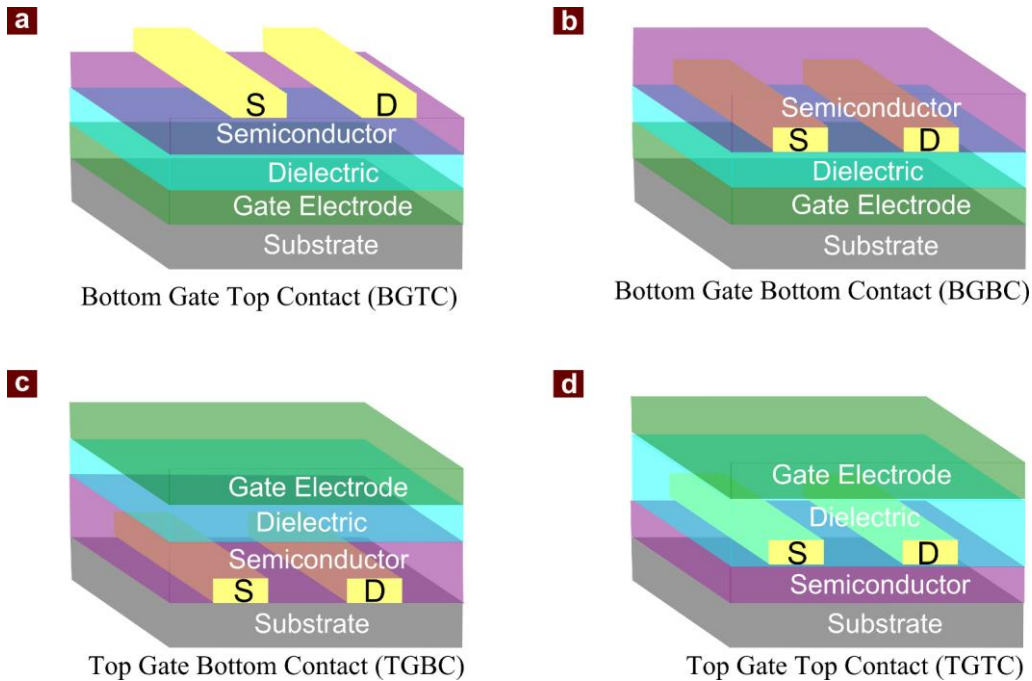 a
S D
Semiconductor
Dielectric
Gate Electrode
Substrate
Bottom Gate Top Contact (BGTC)
b
Semiconductor
S D
Dielectric
Gate Electrode
Substrate
Bottom Gate Bottom Contact (BGBC)
c
Gate Electrode
Dielectric
Semiconductor
S D
Substrate
Top Gate Bottom Contact (TGBC)
d
Gate Electrode
Dielectric
S D
Semiconductor
Substrate
Top Gate Top Contact (TGTC)